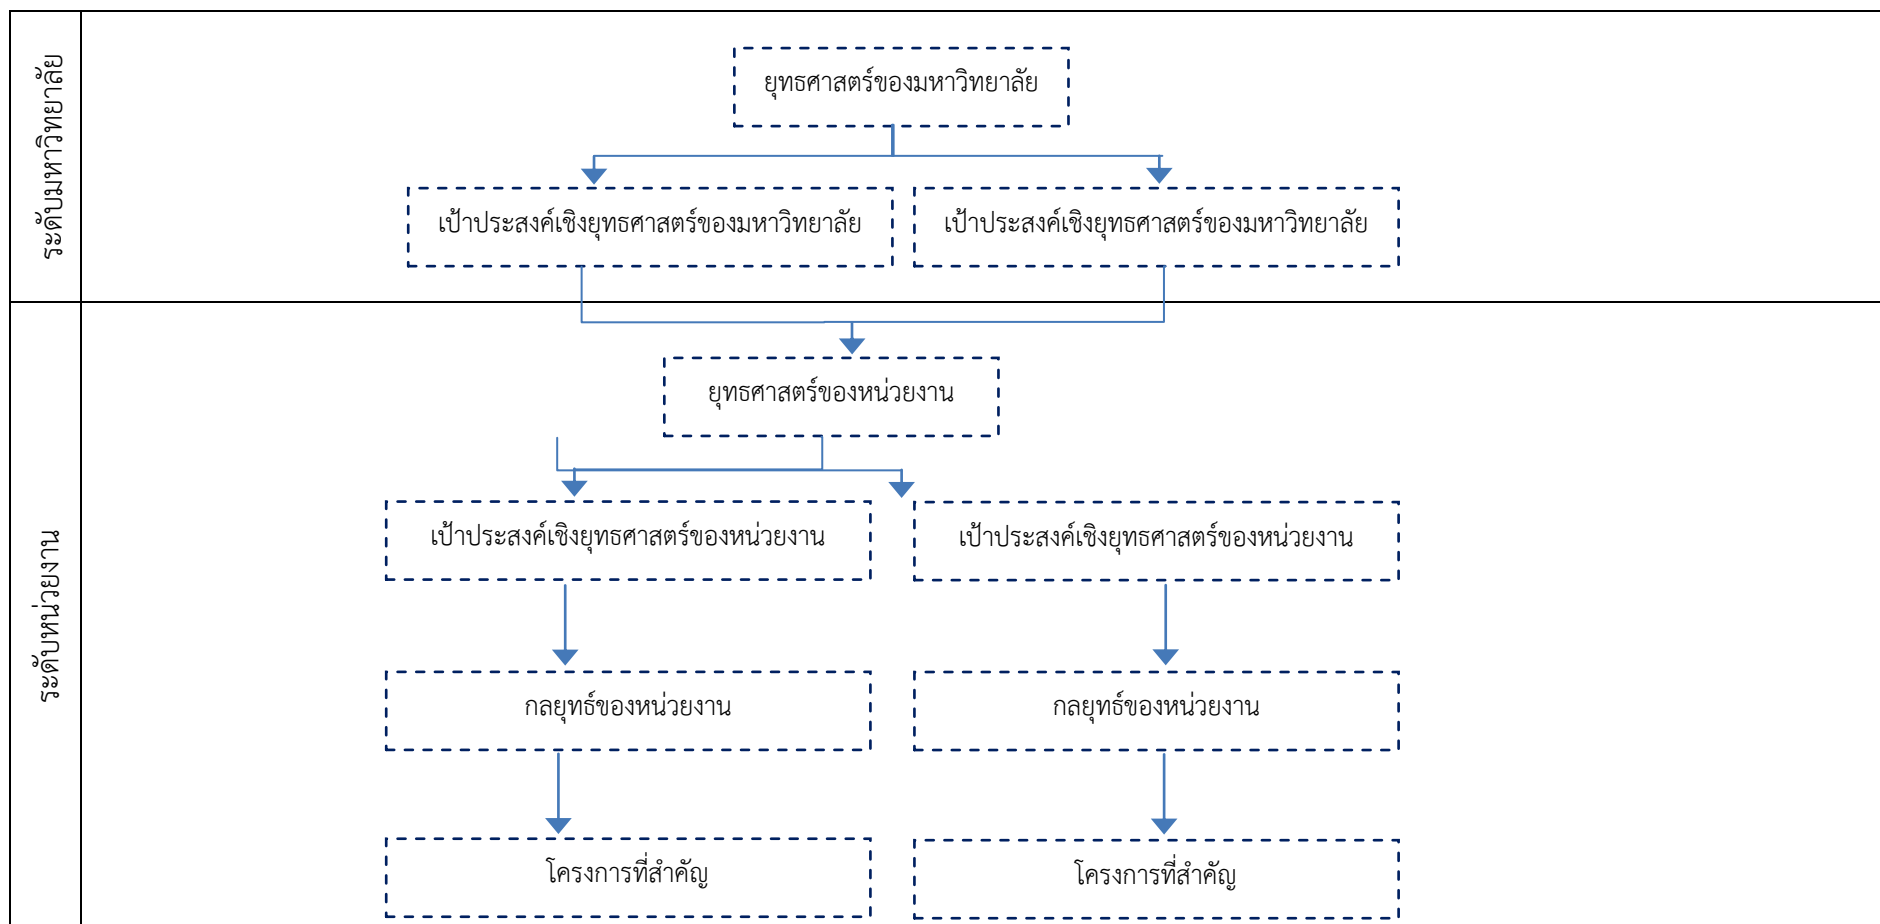 ระดับมหาวิทยาลัย
ยุทธศาสตร์ของมหาวิทยาลัย
เป้าประสงค์เชิงยุทธศาสตร์ของมหาวิทยาลัย
เป้าประสงค์เชิงยุทธศาสตร์ของมหาวิทยาลัย
ระดับหน่วยงาน
ยุทธศาสตร์ของหน่วยงาน
เป้าประสงค์เชิงยุทธศาสตร์ของหน่วยงาน
เป้าประสงค์เชิงยุทธศาสตร์ของหน่วยงาน
กลยุทธ์ของหน่วยงาน
กลยุทธ์ของหน่วยงาน
โครงการที่สำคัญ
โครงการที่สำคัญ